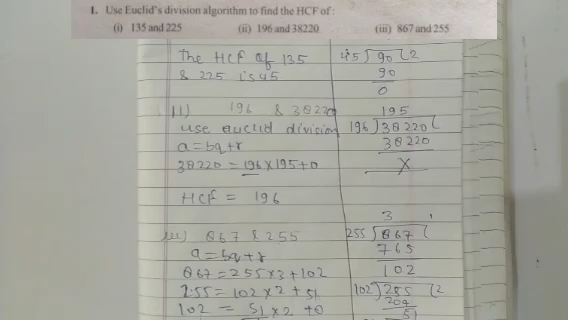 1. Use Euclid's division algorithm to find the HCF of :
(i) 135 and 225 (ii) 196 and 38220 (iii) 867 and 255
The HCF of 135
& 225 is 45
45)90(2
90
0
ii) 196 & 38220
use euclid division
a=bq+r
38220 = 196×195+0
HCF = 196
195
196)38220(
38220
X
iii) 867 & 255
a=bq+r
867=255×3+102
255=102×2+51
102 = 51×2+0
3
255)867(
765
102
102)255(2
204
51